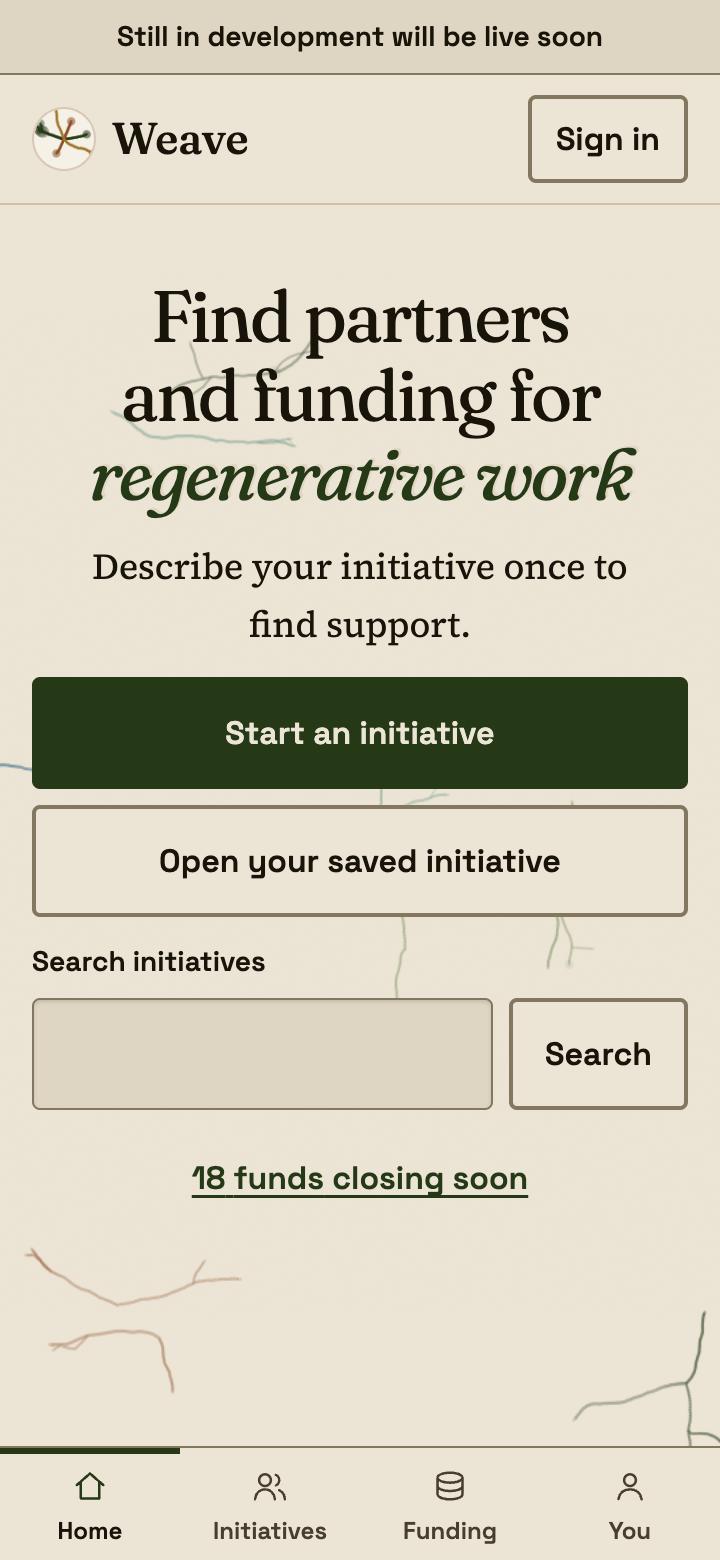 Still in development will be live soon
Weave
Sign in
Find partners
and funding for
regenerative work
Describe your initiative once to
find support.
Start an initiative
Open your saved initiative
Search initiatives
Search
18 funds closing soon
Home
Initiatives
Funding
You